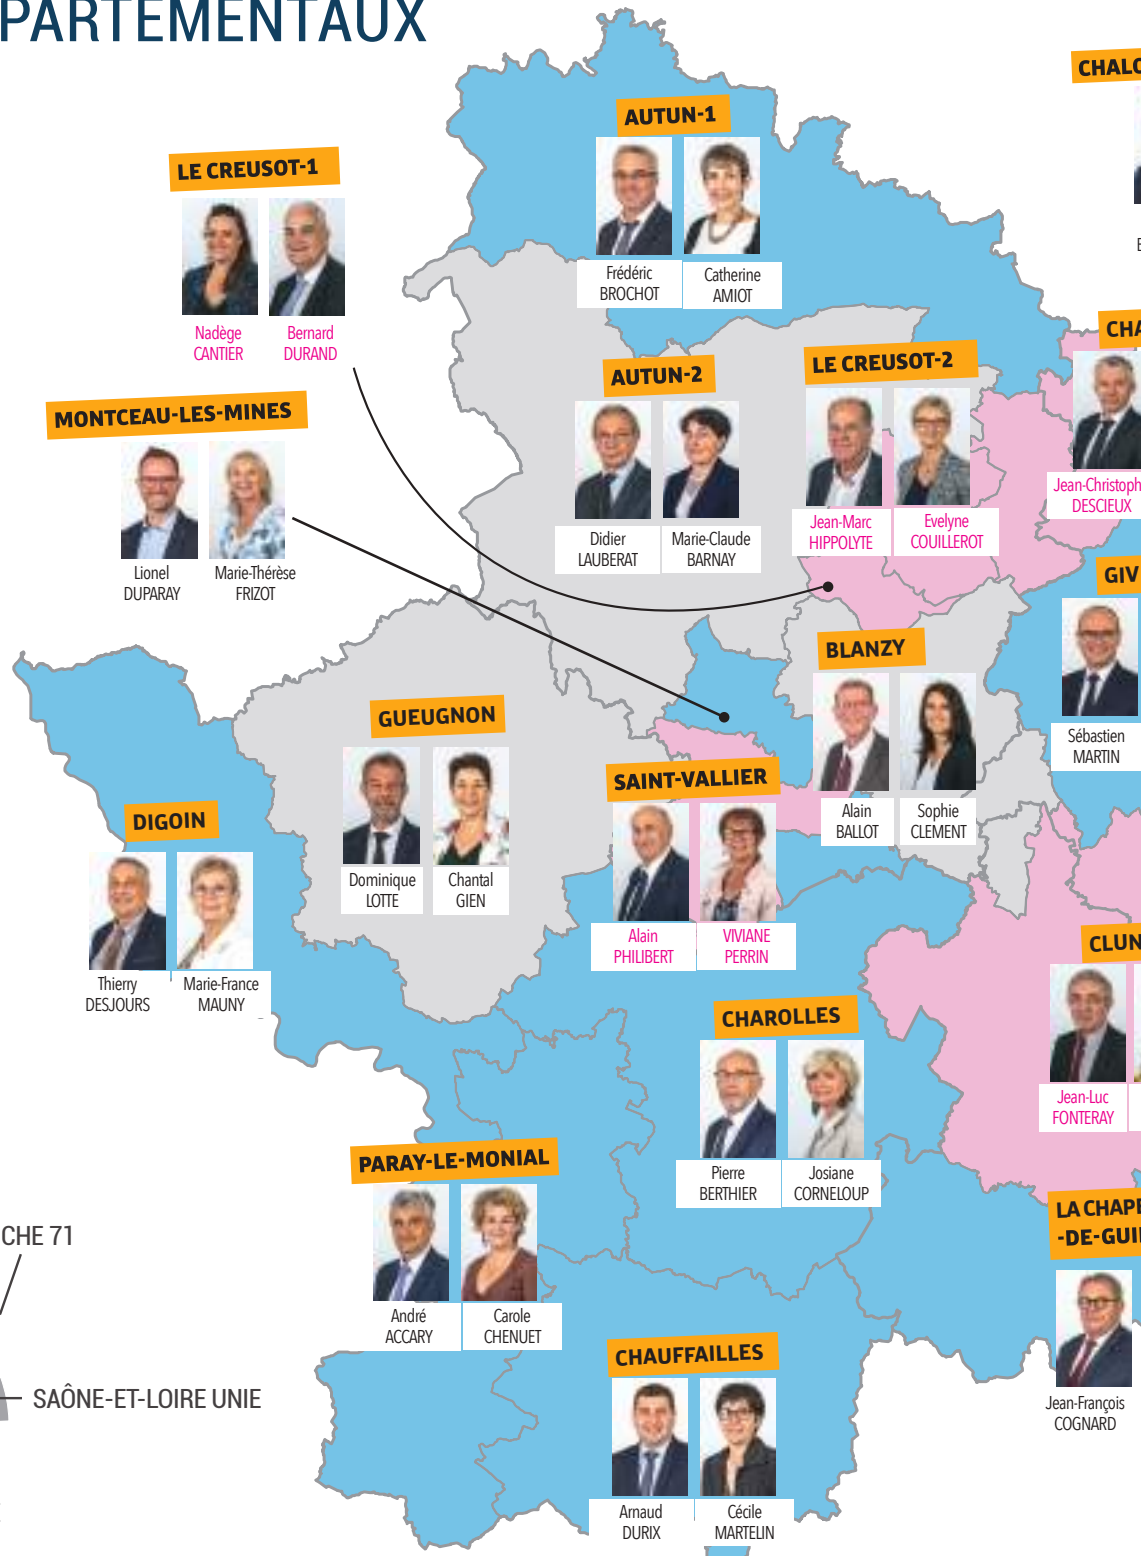 PARTEMENTAUX
CHALO
AUTUN-1
LE CREUSOT-1
Frédéric
BROCHOT
Catherine
AMIOT
Nadège
CANTIER
Bernard
DURAND
CHA
AUTUN-2
LE CREUSOT-2
MONTCEAU-LES-MINES
Jean-Christoph
DESCIEUX
Jean-Marc
HIPPOLYTE
Evelyne
COUILLEROT
Didier
LAUBERAT
Marie-Claude
BARNAY
Lionel
DUPARAY
Marie-Thérèse
FRIZOT
GIV
BLANZY
GUEUGNON
Sébastien
MARTIN
SAINT-VALLIER
DIGOIN
Alain
BALLOT
Sophie
CLEMENT
Dominique
LOTTE
Chantal
GIEN
Alain
PHILIBERT
VIVIANE
PERRIN
CLUN
Thierry
DESJOURS
Marie-France
MAUNY
CHAROLLES
Jean-Luc
FONTERAY
PARAY-LE-MONIAL
Pierre
BERTHIER
Josiane
CORNELOUP
LA CHAPE
-DE-GUI
CHE 71
André
ACCARY
Carole
CHENUET
CHAUFFAILLES
SAÔNE-ET-LOIRE UNIE
Jean-François
COGNARD
Arnaud
DURIX
Cécile
MARTELIN